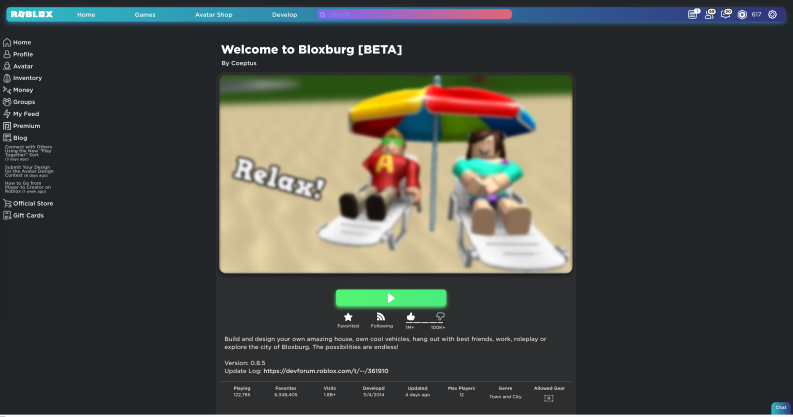 ROBLOX
Home
Games
Avatar Shop
Develop
Search
617
Home
Profile
Avatar
Inventory
Money
Groups
My Feed
Premium
Blog
Connect with Others
Using the New "Play
Together" Sort
(3 days ago)
Submit Your Design
for the Avatar Design
Contest (6 days ago)
How to Go from
Player to Creator on
Roblox (1 week ago)
Official Store
Gift Cards
Welcome to Bloxburg [BETA]
By Coeptus
Relax!
A
Favorited
Following
1M+
100K+
Build and design your own amazing house, own cool vehicles, hang out with best friends, work, roleplay or
explore the city of Bloxburg. The possibilities are endless!
Version: 0.8.5
Update Log: https://devforum.roblox.com/t/--/361910
Playing
Favorites
Visits
Developd
Updated
Max Players
Genre
Allowed Gear
122,785
6,348,405
1.8B+
11/4/2014
4 days ago
12
Town and City
Chat